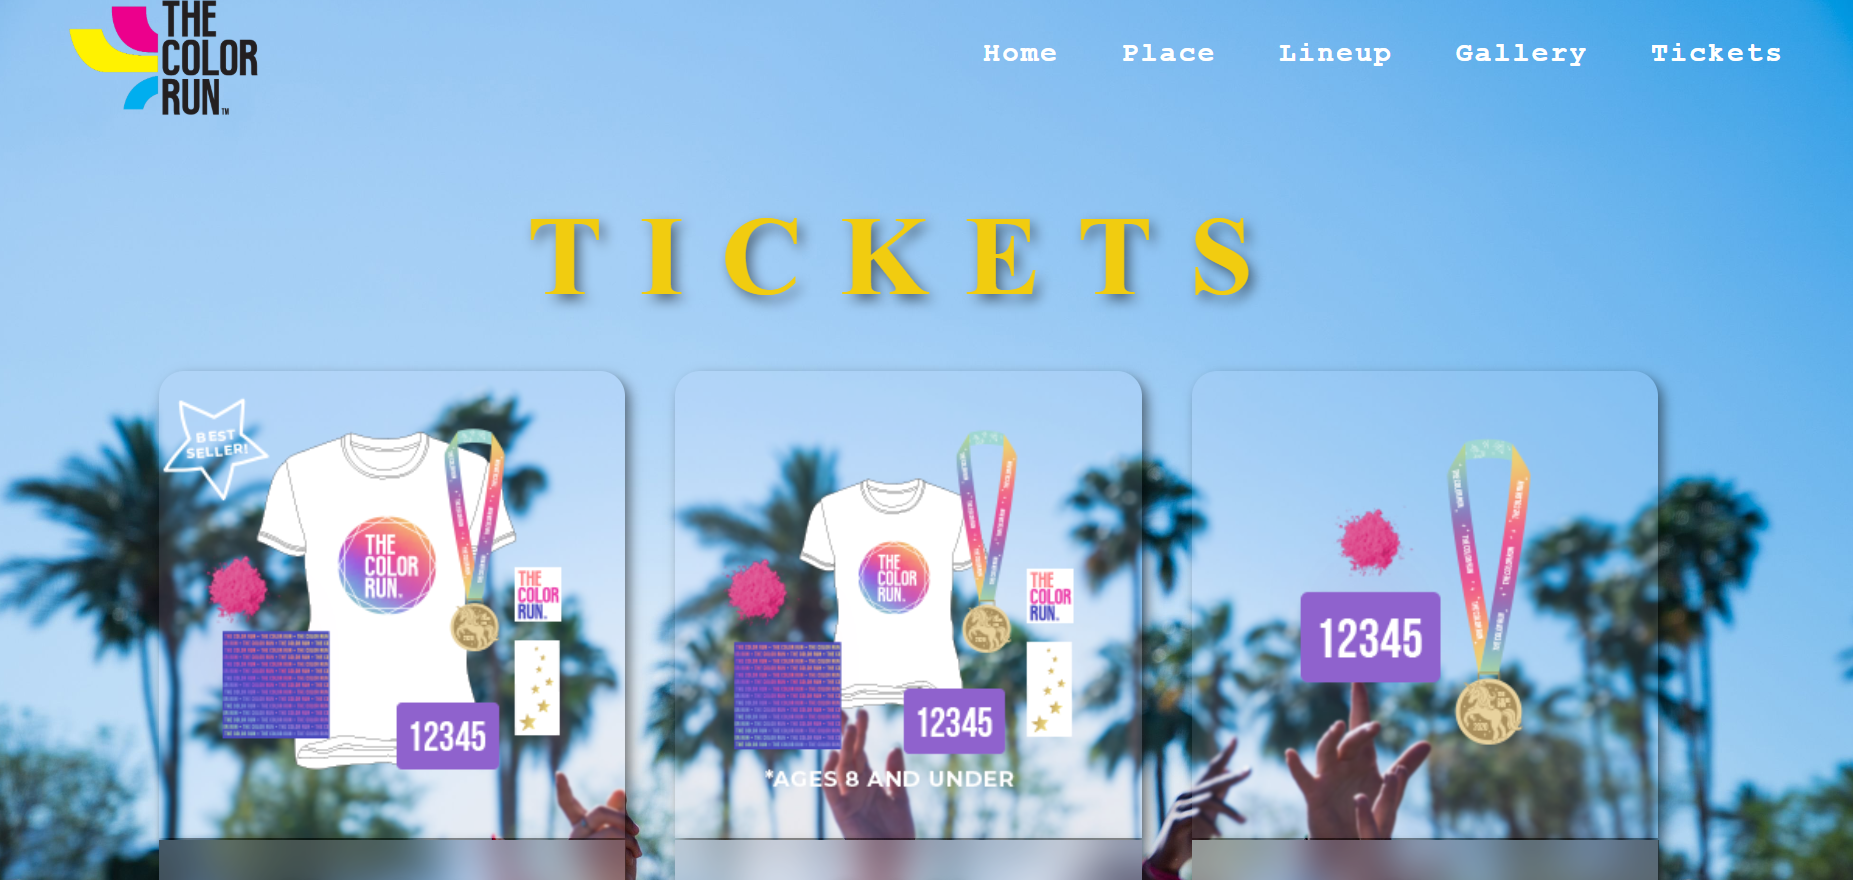 THE
COLOR
RUN™
Home Place Lineup Gallery Tickets
TICKETS
BEST
SELLER!
THE
COLOR
RUN.
THE
COLOR
RUN.
12345
THE
COLOR
RUN.
THE
COLOR
RUN.
12345
*AGES 8 AND UNDER
12345